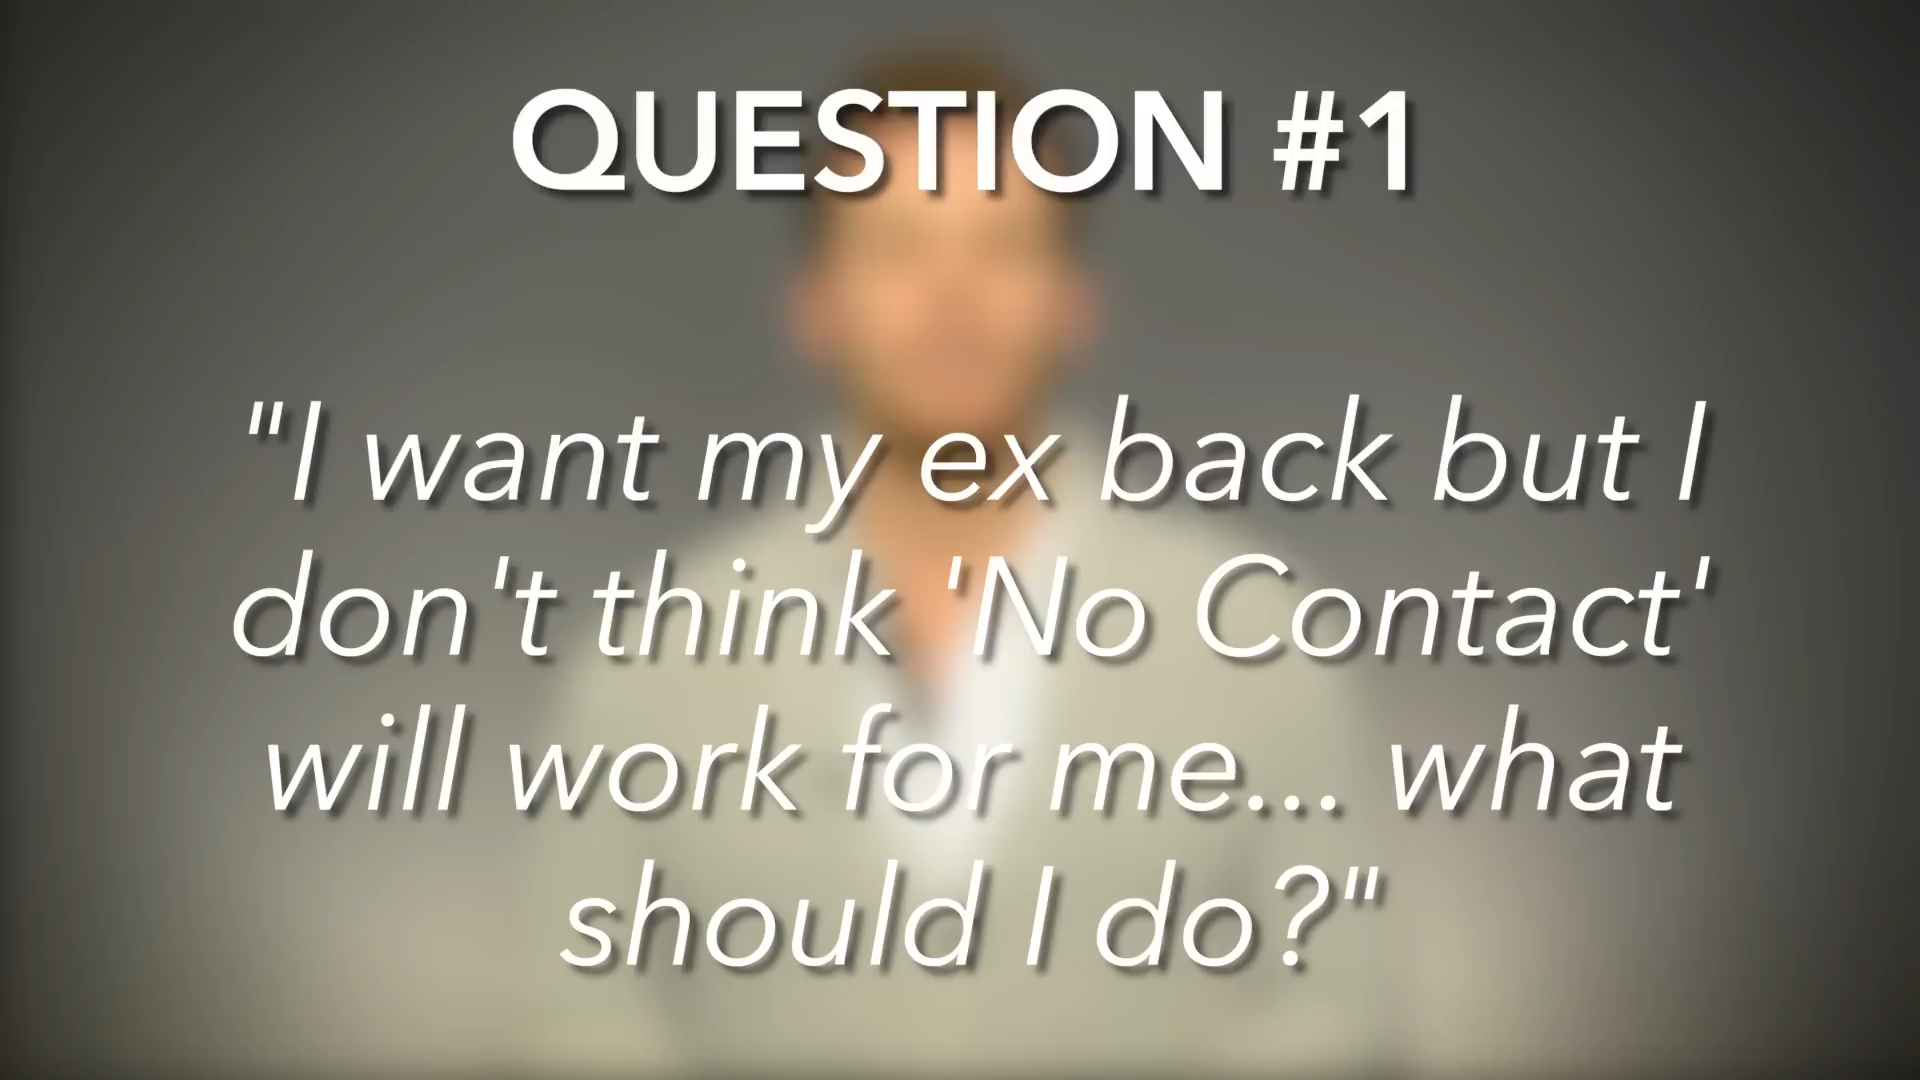 QUESTION #1
"I want my ex back but I
don't think 'No Contact'
will work for me... what
should I do?"